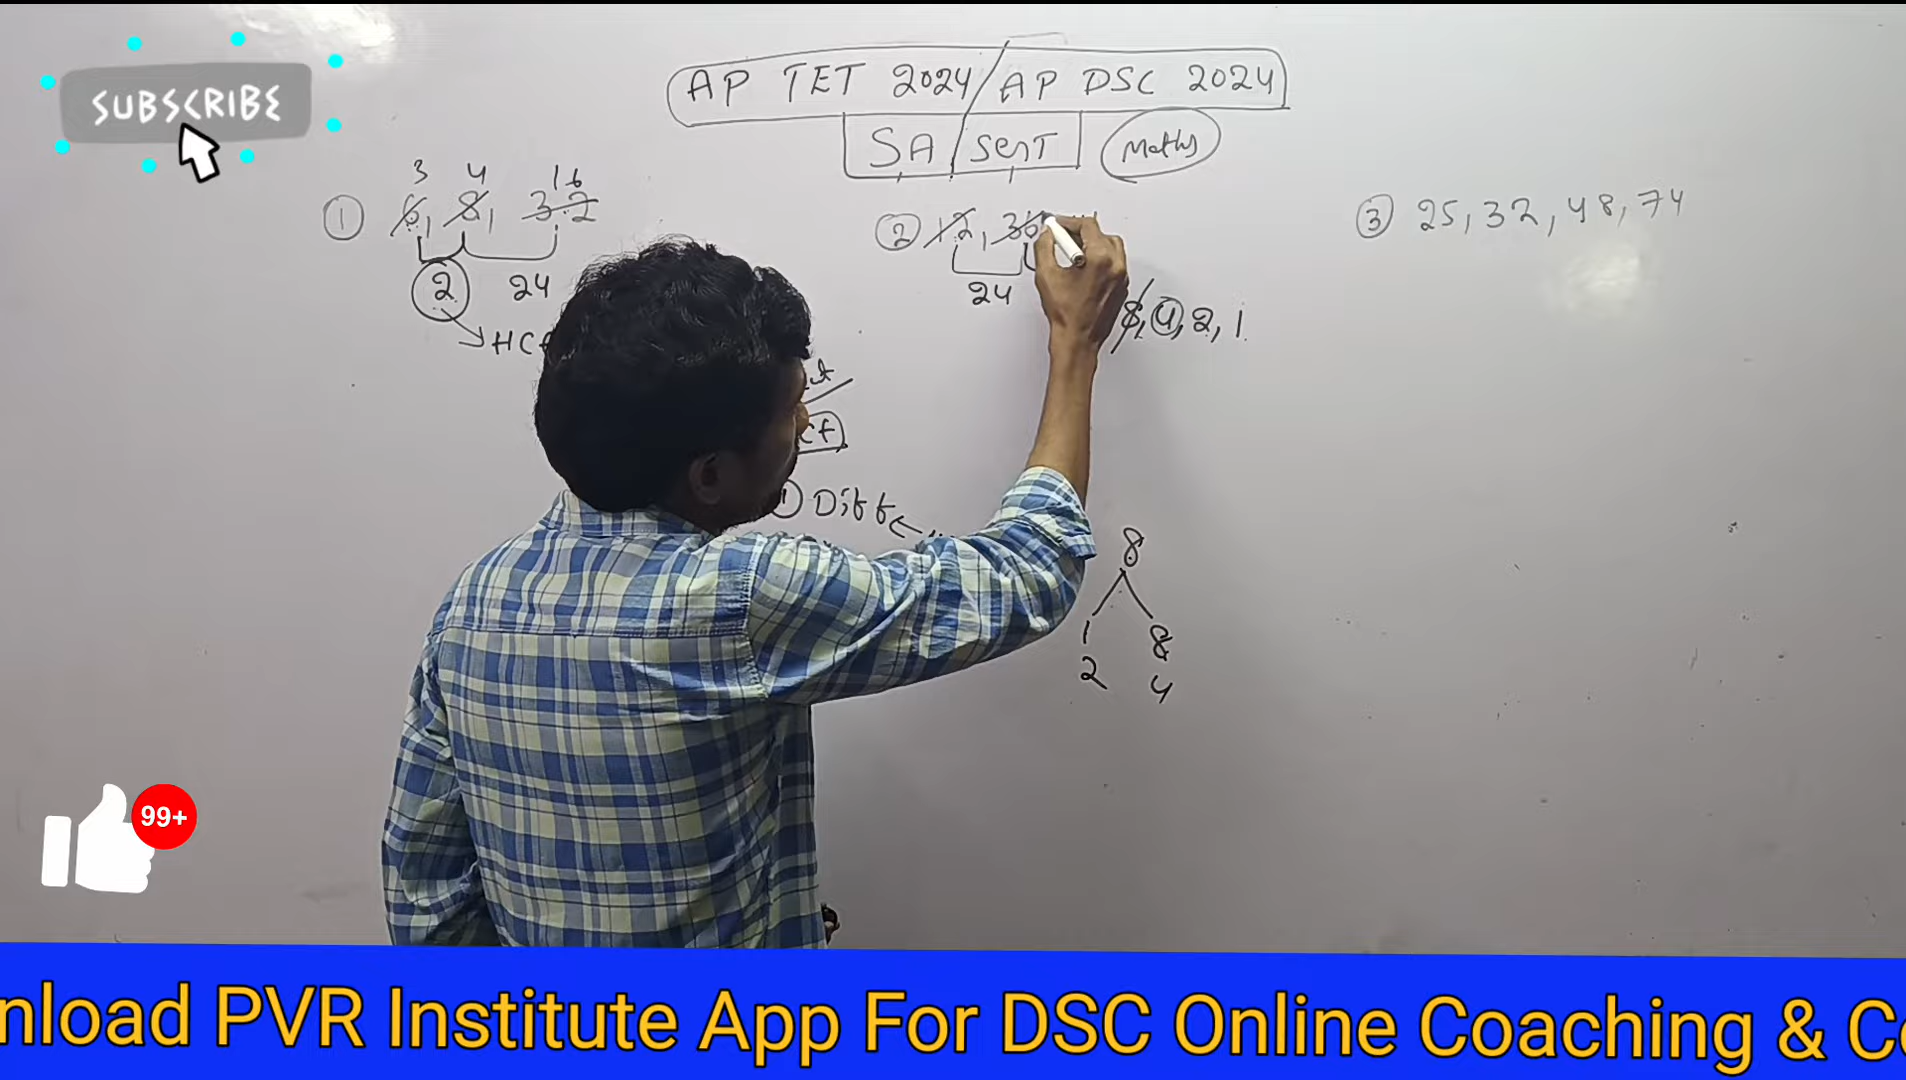 SUBSCRIBE
AP TET 2024/AP DSC 2024
SA SGT Maths
3 4 16
① 6, 8, 32
2 24
HCF
② 12, 36
24
8, 4, 2, 1
③ 25, 32, 48, 74
① Diff
8
1 8
2 4
99+
nload PVR Institute App For DSC Online Coaching & Co